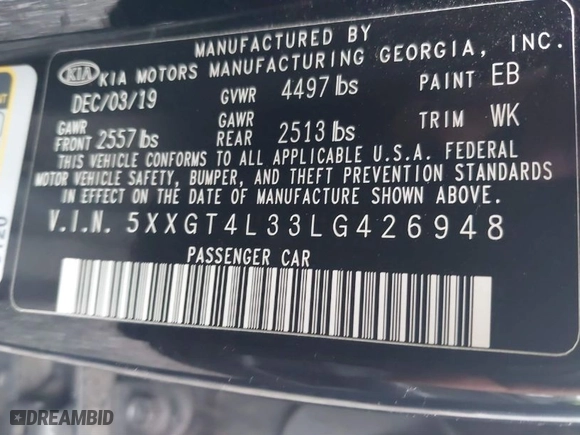 MANUFACTURED BY
KIA KIA MOTORS MANUFACTURING GEORGIA, INC.
DEC/03/19 GVWR 4497 lbs PAINT EB
GAWR FRONT 2557 lbs GAWR REAR 2513 lbs TRIM WK
THIS VEHICLE CONFORMS TO ALL APPLICABLE U.S.A. FEDERAL
MOTOR VEHICLE SAFETY, BUMPER, AND THEFT PREVENTION STANDARDS
IN EFFECT ON THE DATE OF MANUFACTURE SHOWN ABOVE.
V.I.N. 5XXGT4L33LG426948
PASSENGER CAR
DREAMBID